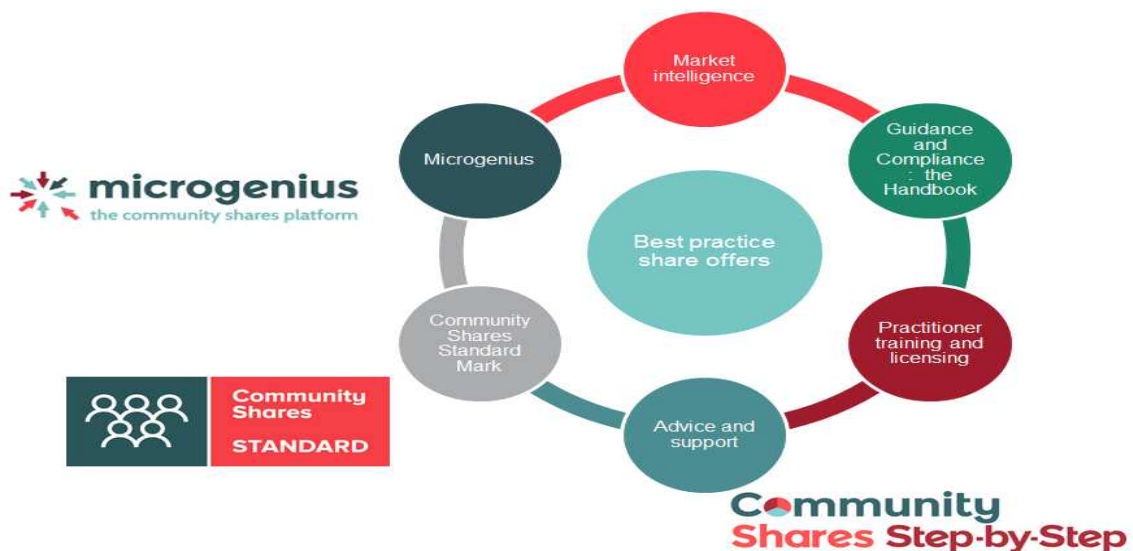 Market
intelligence
Microgenius
Guidance
and
Compliance
: the
Handbook
microgenius
the community shares platform
Best practice
share offers
Community
Shares
Standard
Mark
Practitioner
training and
licensing
Community
Shares
STANDARD
Advice and
support
Community
Shares Step-by-Step